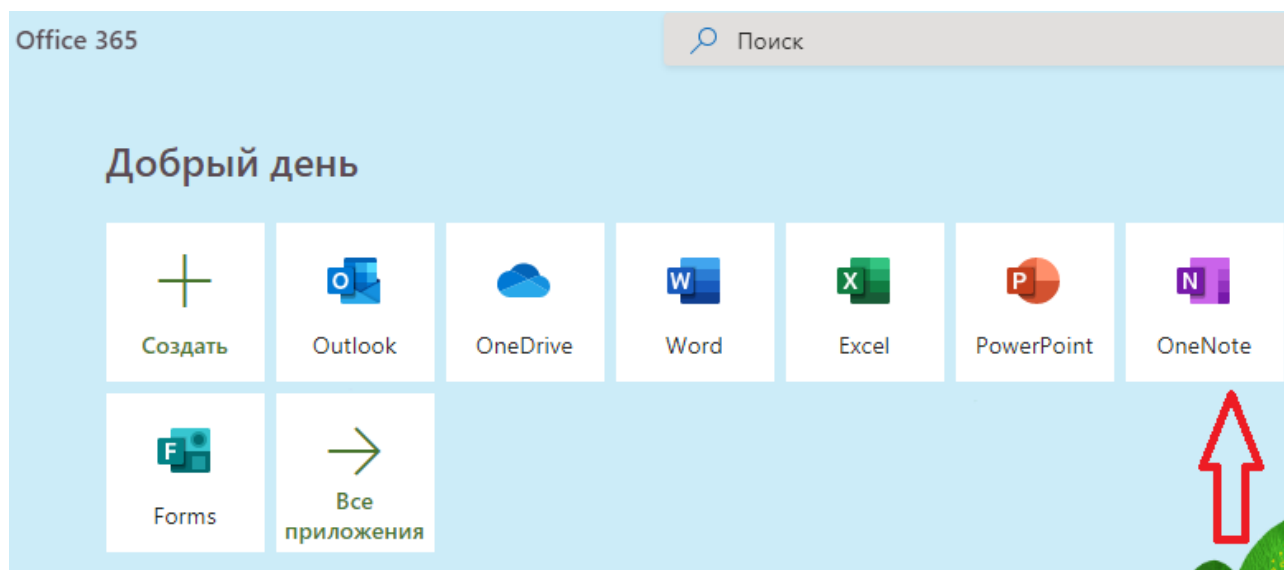 Office 365
Поиск
Добрый день
Создать
Outlook
OneDrive
Word
Excel
PowerPoint
OneNote
Forms
Все
приложения